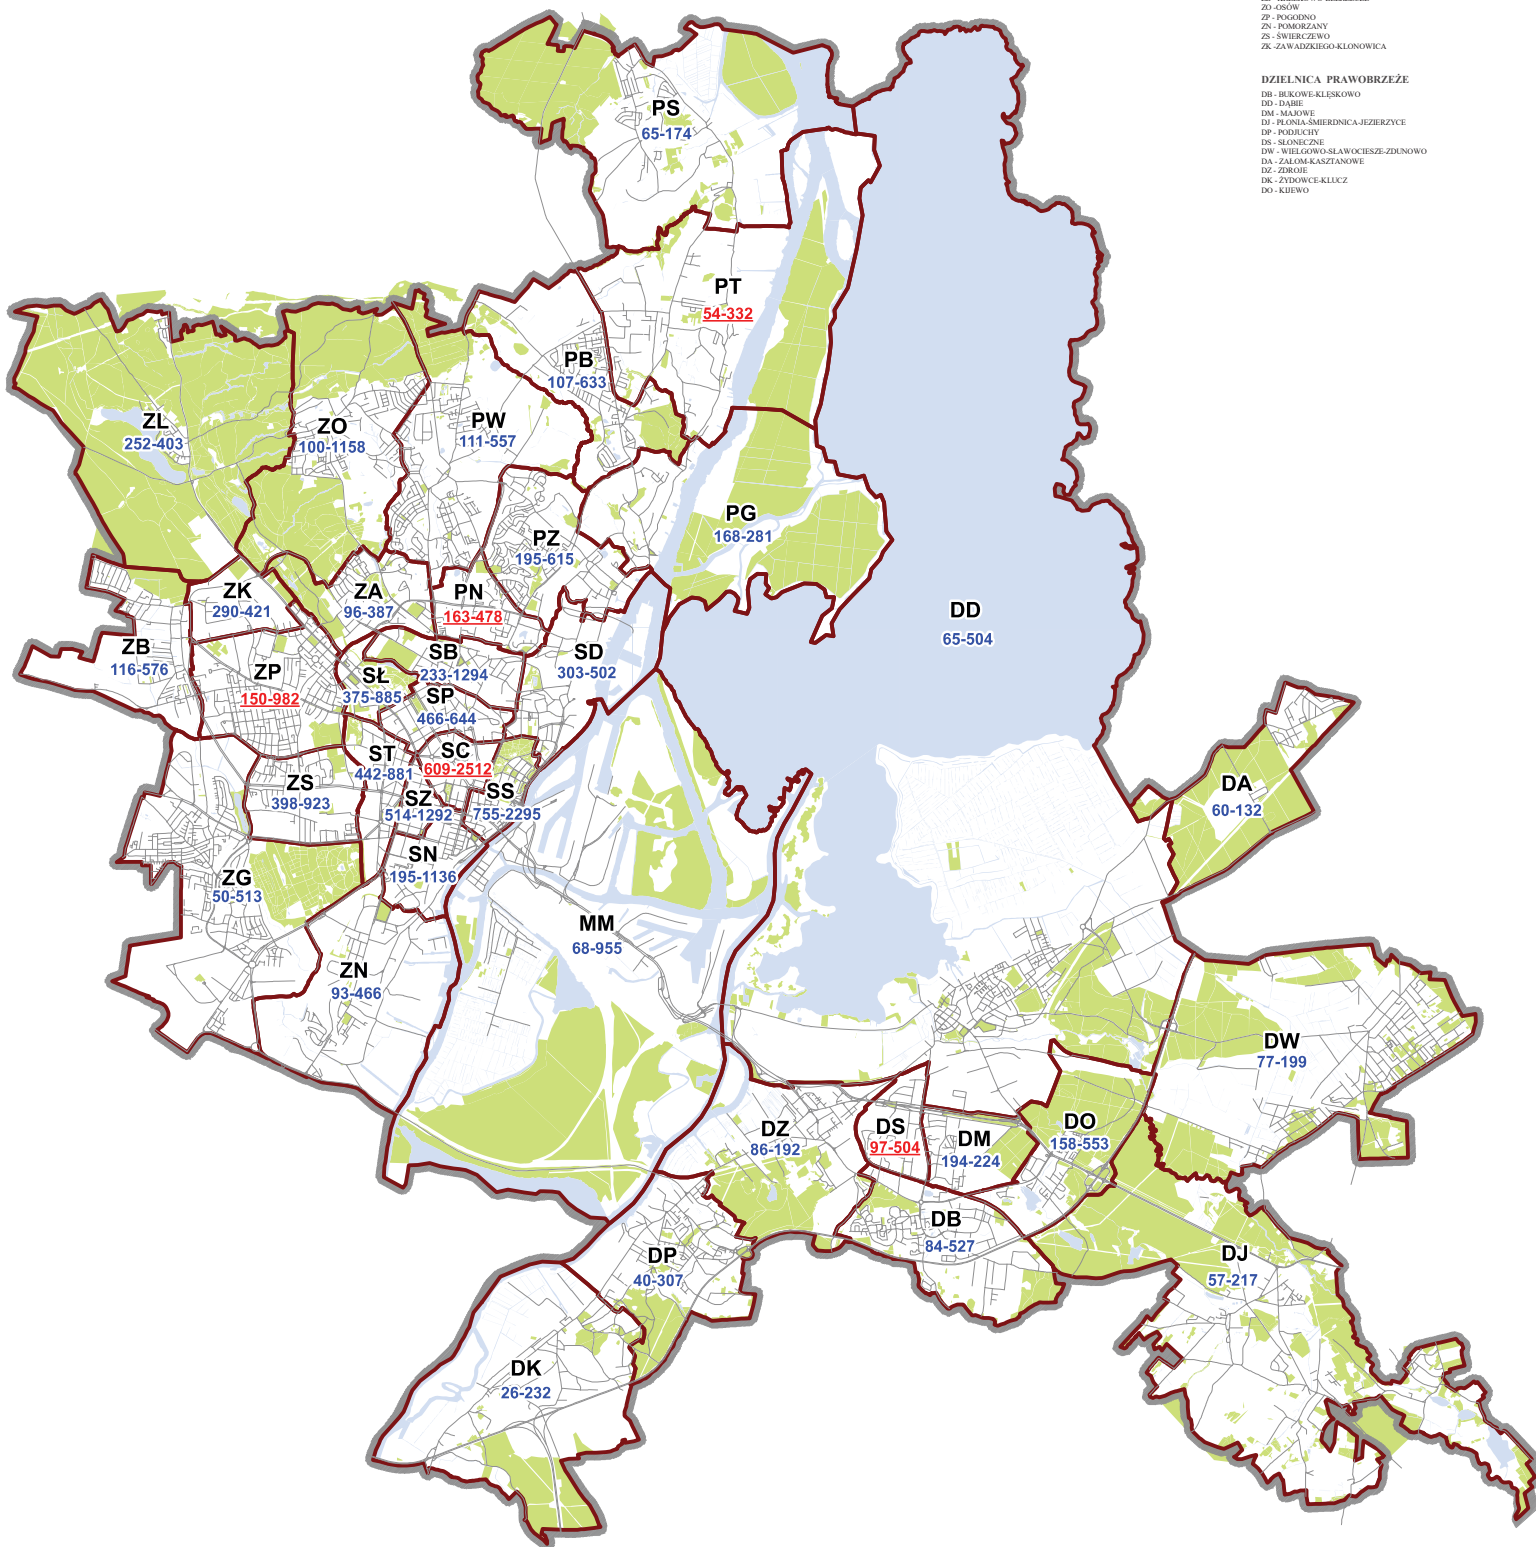 ZO -OSÓW
ZP - POGODNO
ZN - POMORZANY
ZS - ŚWIERCZEWO
ZK -ZAWADZKIEGO-KLONOWICA
DZIELNICA PRAWOBRZEŻE
DB - BUKOWE-KLĘSKOWO
DD - DĄBIE
DM - MAJOWE
DJ - PŁONIA-ŚMIERDNICA-JEZIERZYCE
DP - PODJUCHY
DS - SŁONECZNE
DW - WIELGOWO-SŁAWOCIESZE-ZDUNOWO
DA - ZAŁOM-KASZTANOWE
DZ - ZDROJE
DK - ŻYDOWCE-KLUCZ
DO - KIJEWO
PS
65-174
PT
54-332
PB
107-633
ZL
252-403
ZO
100-1158
PW
111-557
PG
168-281
PZ
195-615
ZK
290-421
ZA
96-387
PN
163-478
DD
65-504
ZB
116-576
ZP
150-982
SŁ
375-885
SB
233-1294
SD
303-502
SP
466-644
ST
442-881
SC
609-2512
ZS
398-923
SZ
514-1292
SS
755-2295
DA
60-132
SN
195-1136
ZG
50-513
MM
68-955
ZN
93-466
DW
77-199
DZ
86-192
DS
97-504
DM
194-224
DO
158-553
DB
84-527
DP
40-307
DJ
57-217
DK
26-232